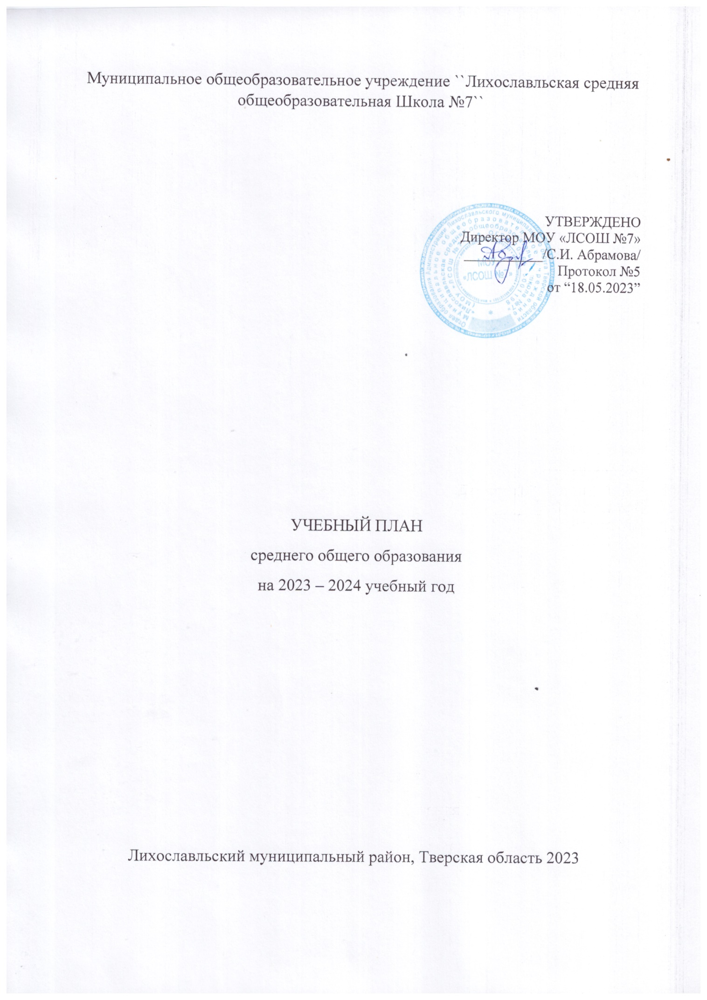 Муниципальное общеобразовательное учреждение ``Лихославльская средняя
общеобразовательная Школа №7``
УТВЕРЖДЕНО
Директор МОУ «ЛСОШ №7»
/С.И. Абрамова/
Протокол №5
от “18.05.2023”
МОУ
«ЛСОШ №7»
УЧЕБНЫЙ ПЛАН
среднего общего образования
на 2023 – 2024 учебный год
Лихославльский муниципальный район, Тверская область 2023